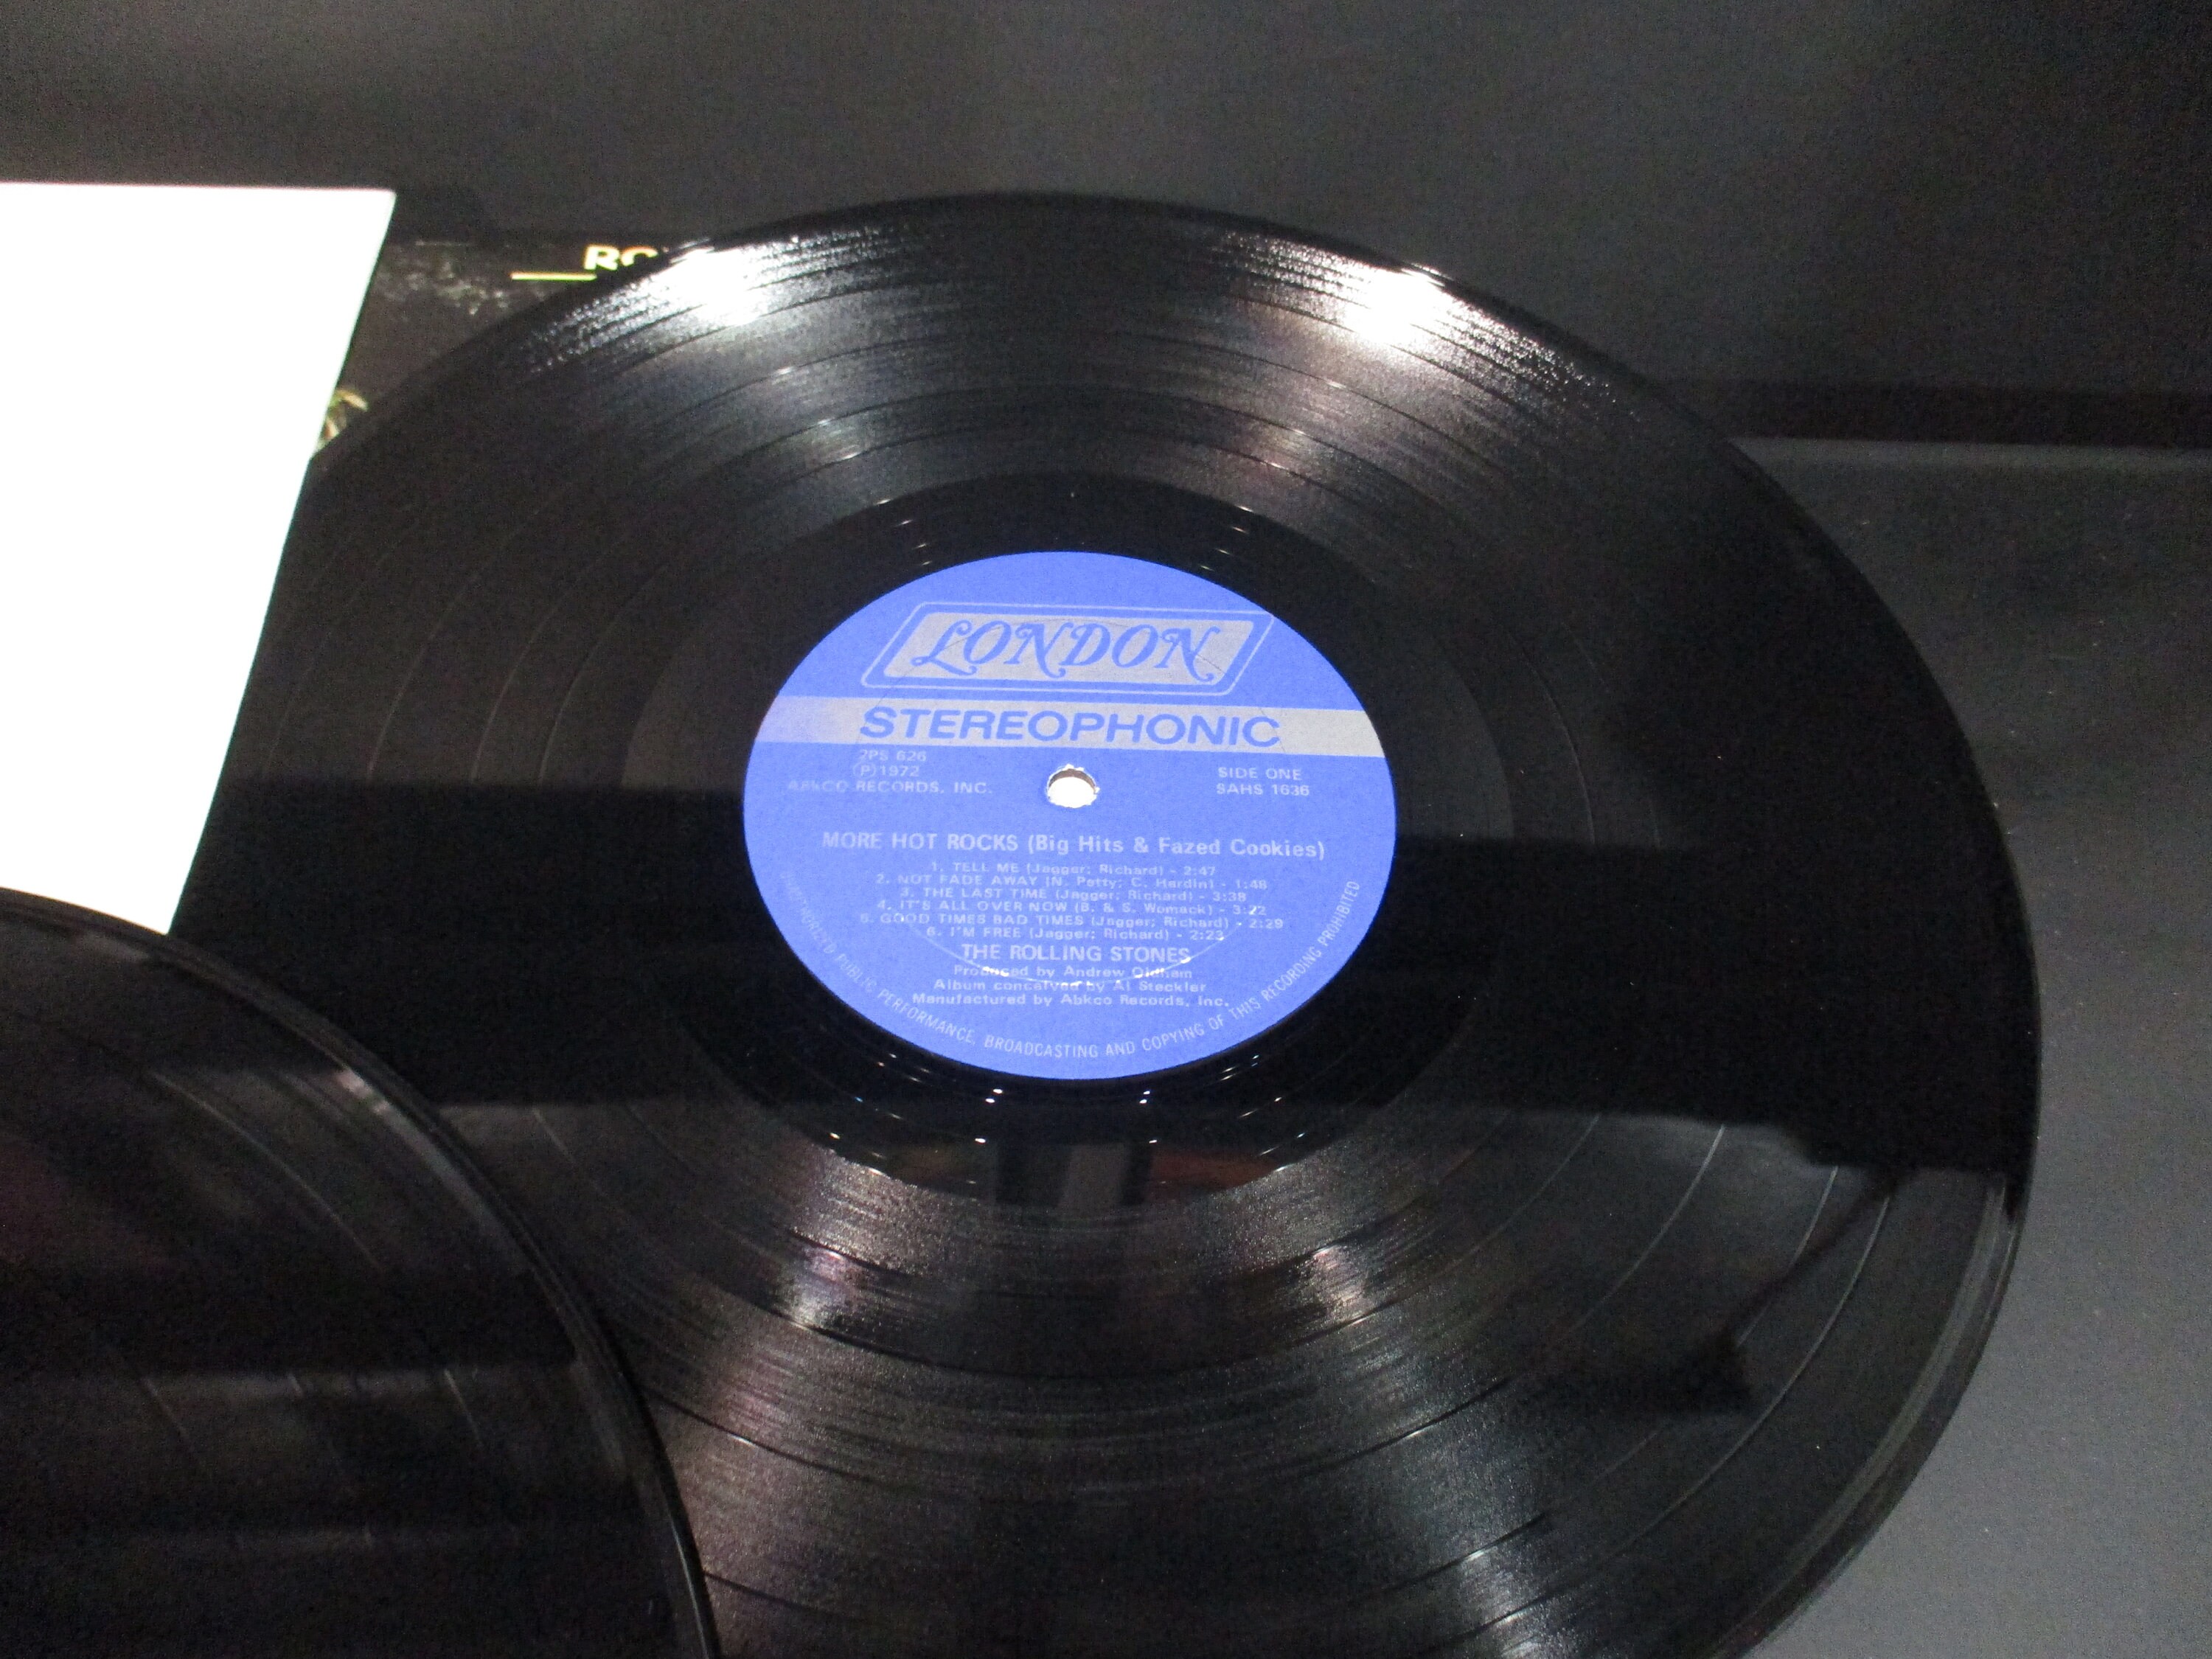 LONDON
STEREOPHONIC
2PS 626
(P)1972
ABKCO RECORDS, INC.
SIDE ONE
SAHS 1636
MORE HOT ROCKS (Big Hits & Fazed Cookies)
1. TELL ME (Jagger; Richard) - 2:47
2. NOT FADE AWAY (N. Petty; C. Hardin) - 1:48
3. THE LAST TIME (Jagger; Richard) - 3:38
4. IT'S ALL OVER NOW (B. & S. Womack) - 3:22
5. GOOD TIMES BAD TIMES (Jagger; Richard) - 2:29
6. I'M FREE (Jagger; Richard) - 2:23
THE ROLLING STONES
Produced by Andrew Oldham
Album conceived by Al Steckler
Manufactured by Abkco Records, Inc.
UNAUTHORIZED PUBLIC PERFORMANCE, BROADCASTING AND COPYING OF THIS RECORDING PROHIBITED